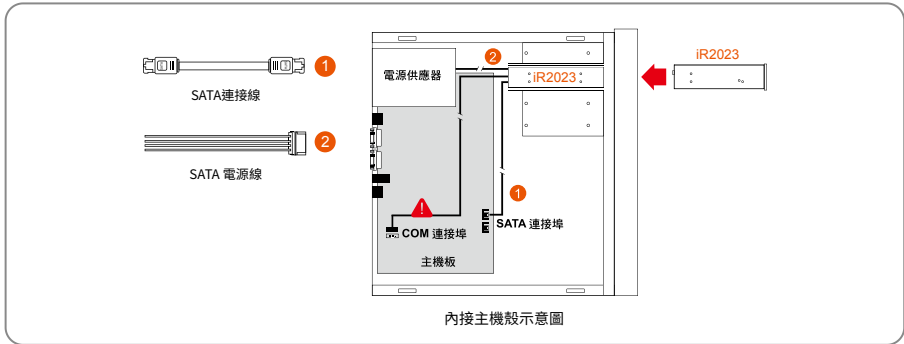 1
SATA連接線
2
SATA 電源線
電源供應器
2
iR2023
iR2023
1
SATA 連接埠
!
COM 連接埠
主機板
內接主機殼示意圖